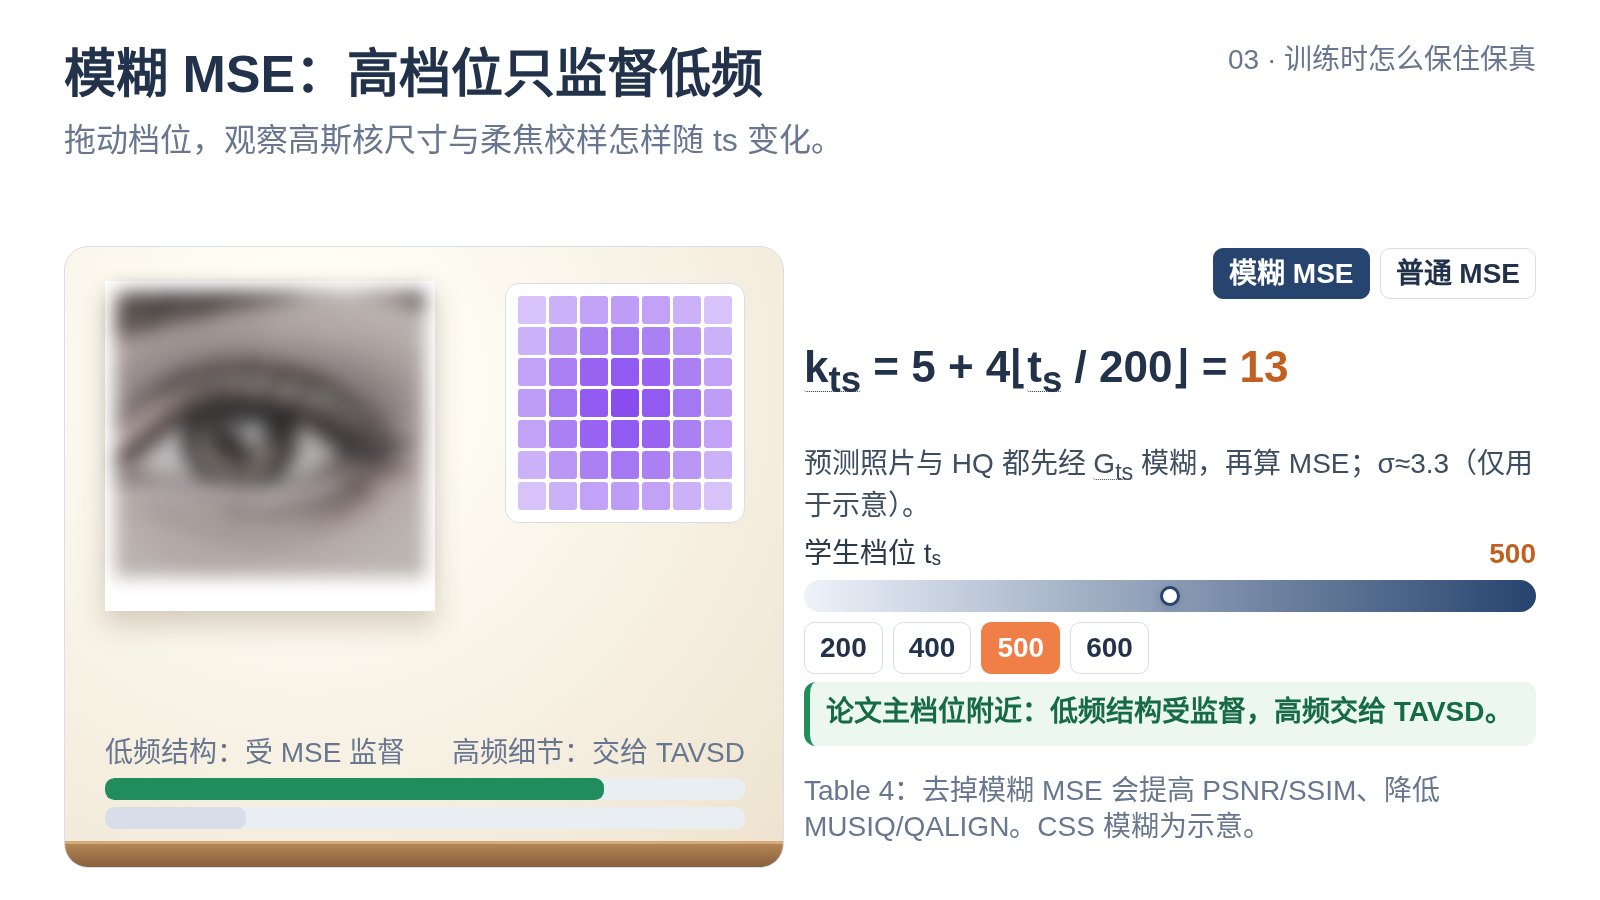 模糊 MSE：高档位只监督低频
03 · 训练时怎么保住保真
拖动档位，观察高斯核尺寸与柔焦校样怎样随 ts 变化。
模糊 MSE
普通 MSE
kts = 5 + 4⌊ts / 200⌋ = 13
预测照片与 HQ 都先经 Gts 模糊，再算 MSE；σ≈3.3（仅用
于示意）。
学生档位 ts
500
200
400
500
600
论文主档位附近：低频结构受监督，高频交给 TAVSD。
低频结构：受 MSE 监督
高频细节：交给 TAVSD
Table 4：去掉模糊 MSE 会提高 PSNR/SSIM、降低
MUSIQ/QALIGN。CSS 模糊为示意。